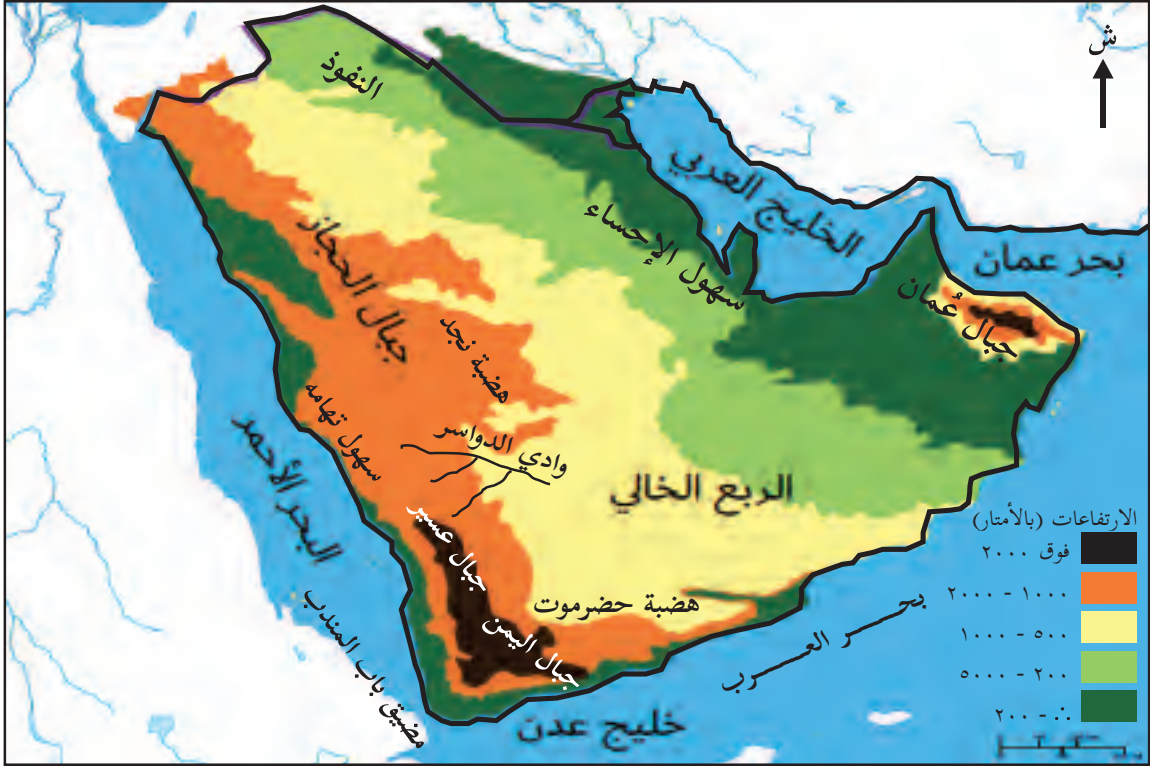 ش
النفوذ
الخليج العربي
سهول الإحساء
بحر عمان
جبال عُمان
جبال الحجاز
هضبة نجد
سهول تهامه
وادي الدواسر
البحر الأحمر
الربع الخالي
جبال عسير
هضبة حضرموت
جبال اليمن
مضيق باب المندب
بحر العرب
خليج عدن
الارتفاعات (بالأمتار)
فوق ٢٠٠٠
١٠٠٠ - ٢٠٠٠
٥٠٠ - ١٠٠٠
٢٠٠ - ٥٠٠٠
٠ - ٢٠٠